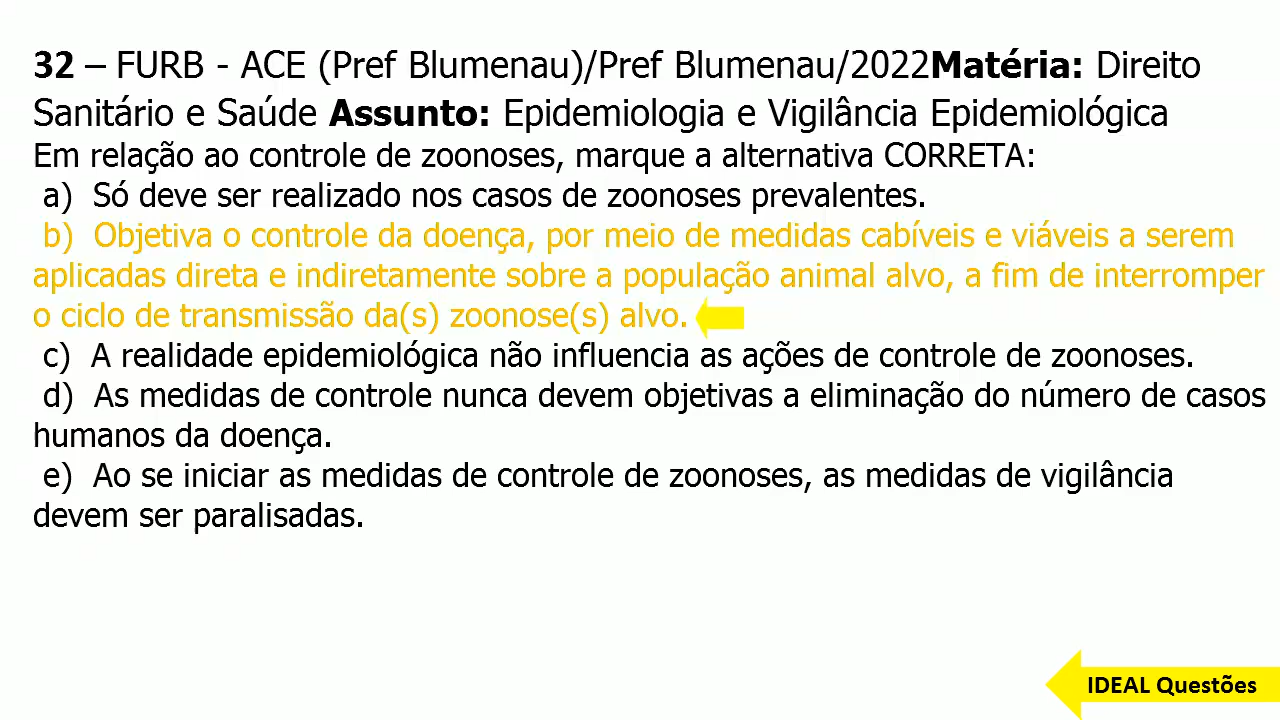 32 – FURB - ACE (Pref Blumenau)/Pref Blumenau/2022Matéria: Direito
Sanitário e Saúde Assunto: Epidemiologia e Vigilância Epidemiológica
Em relação ao controle de zoonoses, marque a alternativa CORRETA:
a) Só deve ser realizado nos casos de zoonoses prevalentes.
b) Objetiva o controle da doença, por meio de medidas cabíveis e viáveis a serem
aplicadas direta e indiretamente sobre a população animal alvo, a fim de interromper
o ciclo de transmissão da(s) zoonose(s) alvo.
c) A realidade epidemiológica não influencia as ações de controle de zoonoses.
d) As medidas de controle nunca devem objetivas a eliminação do número de casos
humanos da doença.
e) Ao se iniciar as medidas de controle de zoonoses, as medidas de vigilância
devem ser paralisadas.
IDEAL Questões